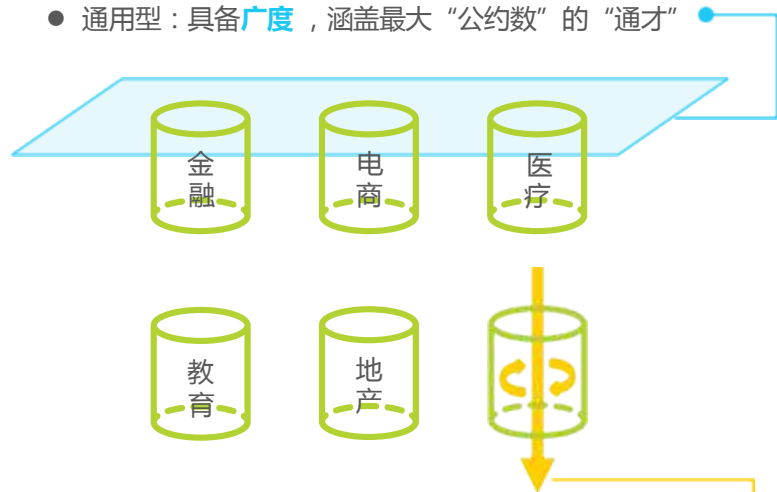 ● 通用型：具备广度，涵盖最大“公约数”的“通才”
金融
电商
医疗
教育
地产